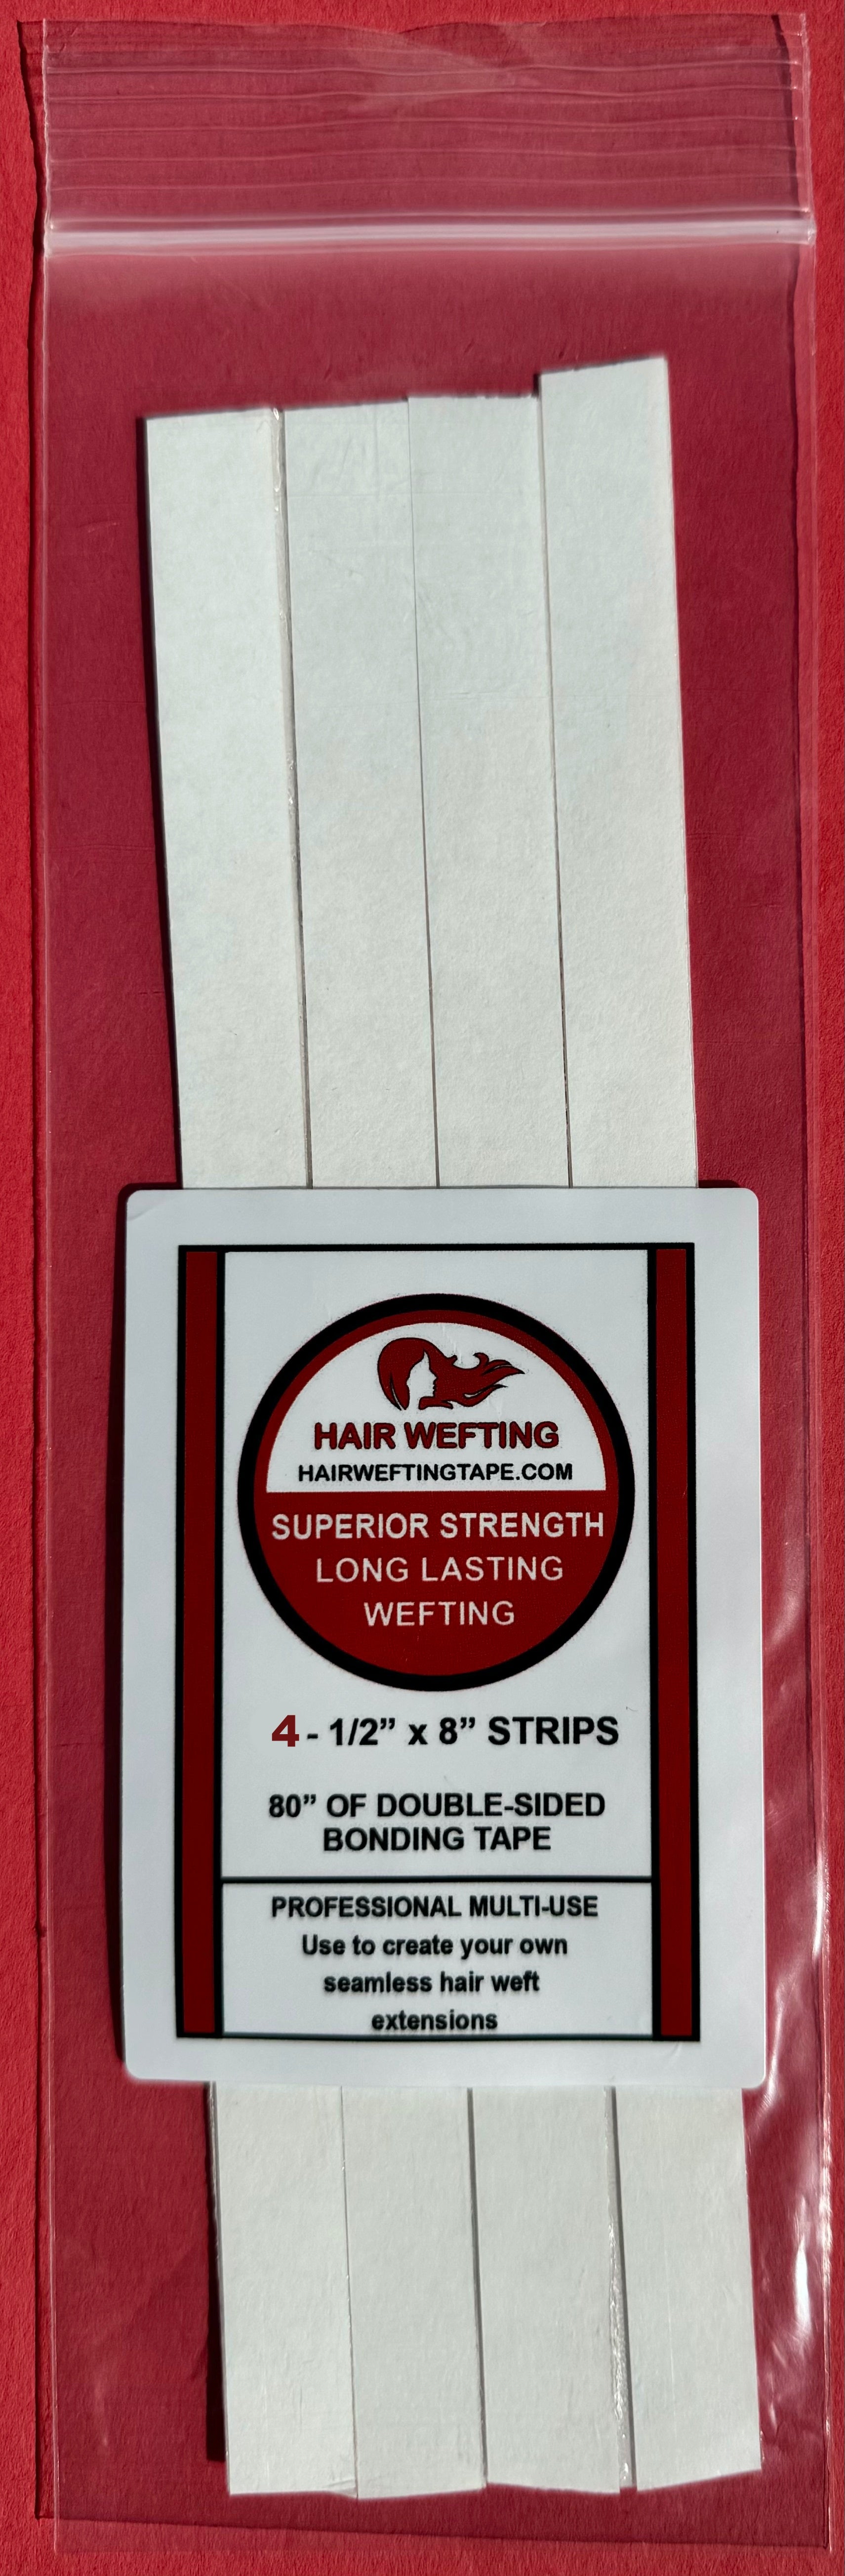 HAIR WEFTING
HAIRWEFTINGTAPE.COM
SUPERIOR STRENGTH
LONG LASTING
WEFTING
4 - 1/2” x 8” STRIPS
80” OF DOUBLE-SIDED
BONDING TAPE
PROFESSIONAL MULTI-USE
Use to create your own
seamless hair weft
extensions